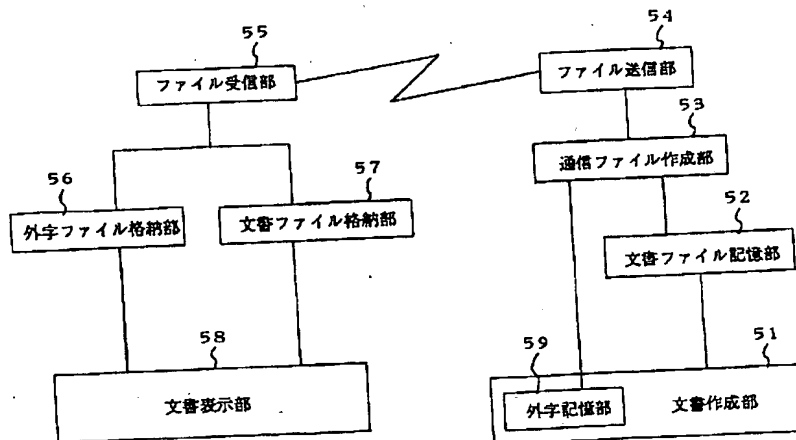 55
ファイル受信部
54
ファイル送信部
53
通信ファイル作成部
56
外字ファイル格納部
57
文書ファイル格納部
52
文書ファイル記憶部
58
文書表示部
51
文書作成部
59
外字記憶部